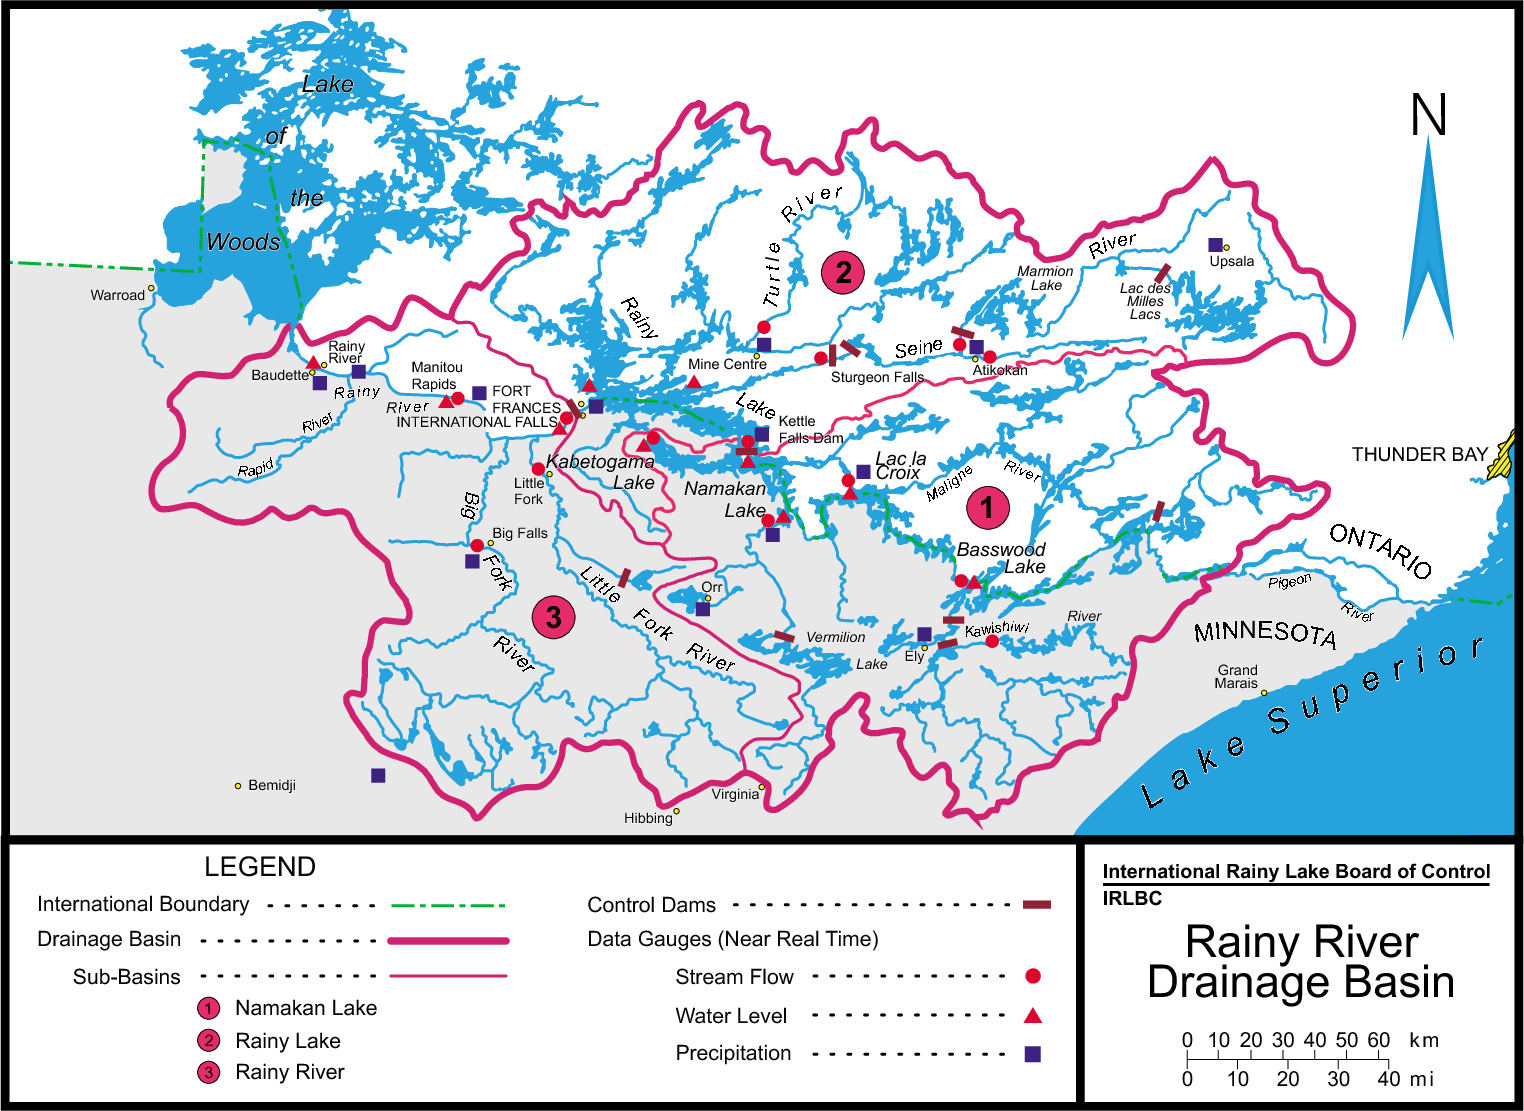 Lake
of
the
Woods
N
River
Turtle
2
River
Marmion
Lake
Upsala
Lac des
Milles
Lacs
Warroad
Rainy
Rainy
River
Baudette
Manitou
Rapids
Mine Centre
Seine
Sturgeon Falls
Atikokan
Rainy
River
FORT
FRANCES
INTERNATIONAL FALLS
Lake
Kettle
Falls Dam
River
Rapid
Kabetogama
Lake
Lac la
Croix
Maligne
River
THUNDER BAY
Little
Fork
Namakan
Lake
1
Big
Big Falls
Fork
River
Basswood
Lake
ONTARIO
Pigeon
River
Little
Fork
River
Orr
3
Vermilion
Lake
Ely
Kawishiwi
River
MINNESOTA
Grand
Marais
Lake Superior
Bemidji
Virginia
Hibbing
LEGEND
International Boundary
Drainage Basin
Sub-Basins
1 Namakan Lake
2 Rainy Lake
3 Rainy River
Control Dams
Data Gauges (Near Real Time)
Stream Flow
Water Level
Precipitation
International Rainy Lake Board of Control
IRLBC
Rainy River
Drainage Basin
0 10 20 30 40 50 60 km
0 10 20 30 40 mi